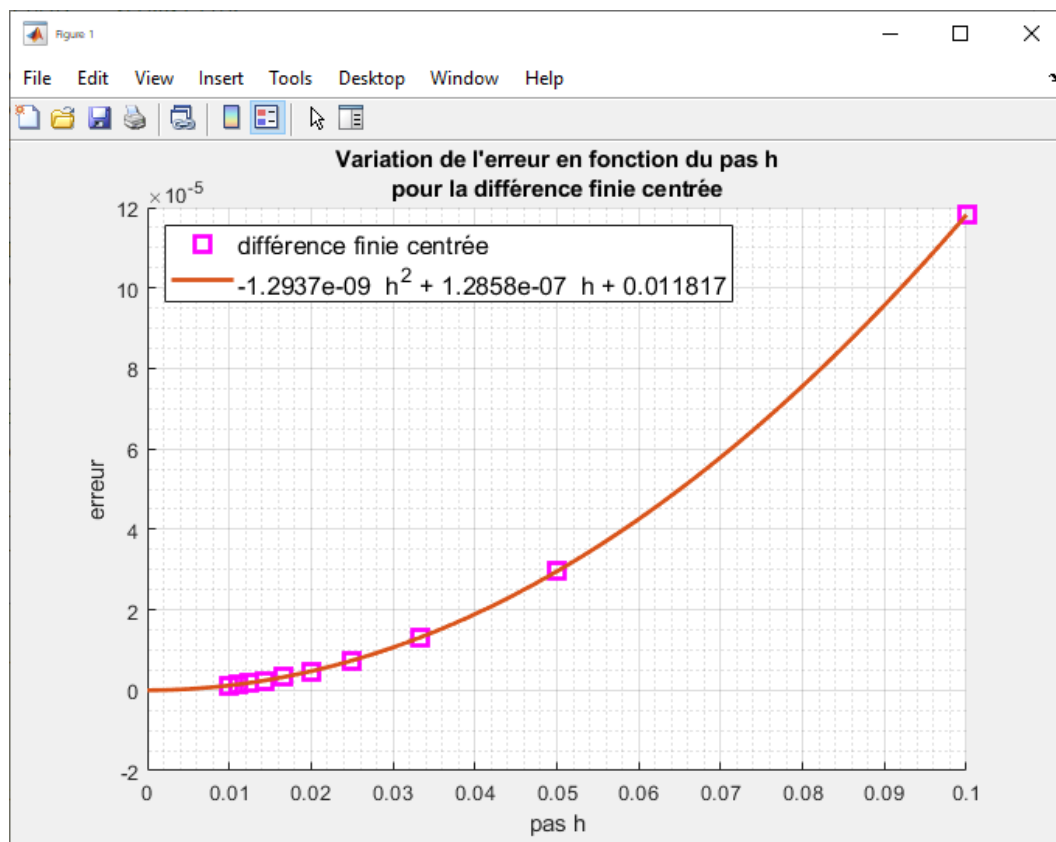 Figure 1
File Edit View Insert Tools Desktop Window Help
Variation de l'erreur en fonction du pas h
pour la différence finie centrée
×10^-5
12
différence finie centrée
-1.2937e-09 h^2 + 1.2858e-07 h + 0.011817
10
8
6
4
2
0
-2
erreur
0 0.01 0.02 0.03 0.04 0.05 0.06 0.07 0.08 0.09 0.1
pas h